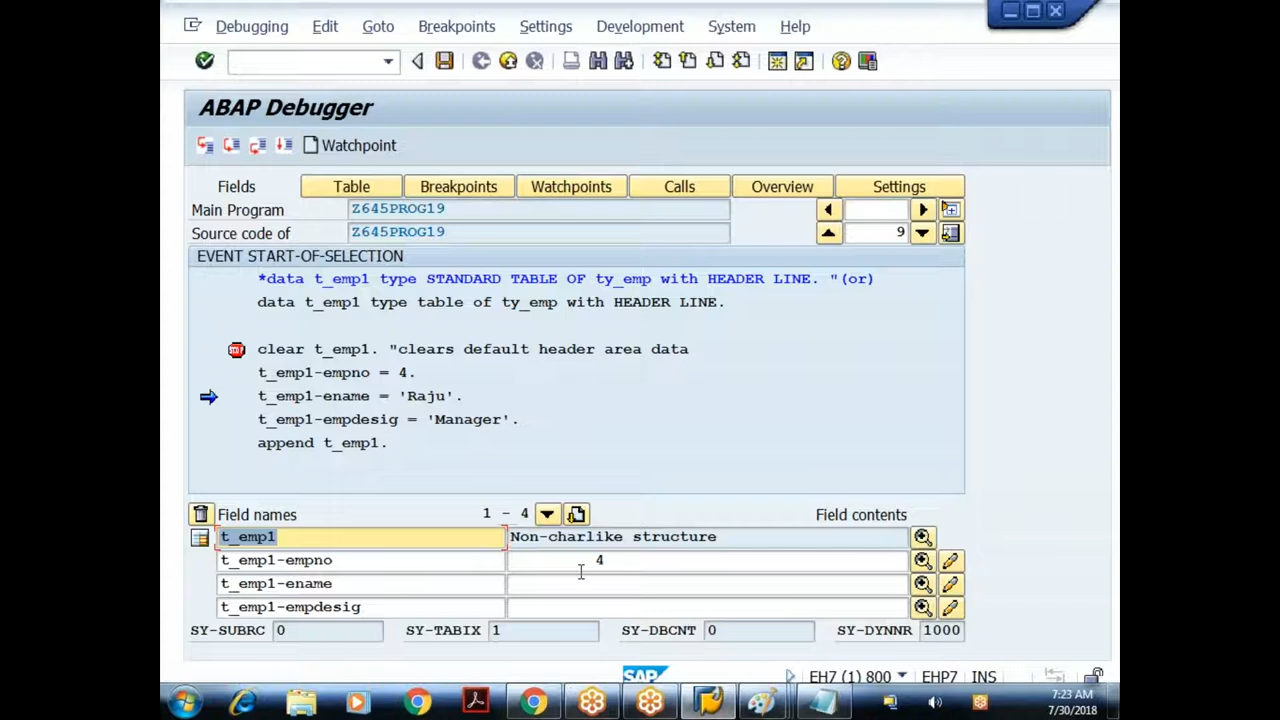 Debugging Edit Goto Breakpoints Settings Development System Help
ABAP Debugger
Watchpoint
Fields Table Breakpoints Watchpoints Calls Overview Settings
Main Program Z645PROG19
Source code of Z645PROG19 9
EVENT START-OF-SELECTION
*data t_emp1 type STANDARD TABLE OF ty_emp with HEADER LINE. "(or)
data t_emp1 type table of ty_emp with HEADER LINE.
STOP clear t_emp1. "clears default header area data
t_emp1-empno = 4.
t_emp1-ename = 'Raju'.
t_emp1-empdesig = 'Manager'.
append t_emp1.
Field names 1 - 4 Field contents
t_emp1 Non-charlike structure
t_emp1-empno 4
t_emp1-ename
t_emp1-empdesig
SY-SUBRC 0 SY-TABIX 1 SY-DBCNT 0 SY-DYNNR 1000
SAP EH7 (1) 800 EHP7 INS
7:23 AM
7/30/2018